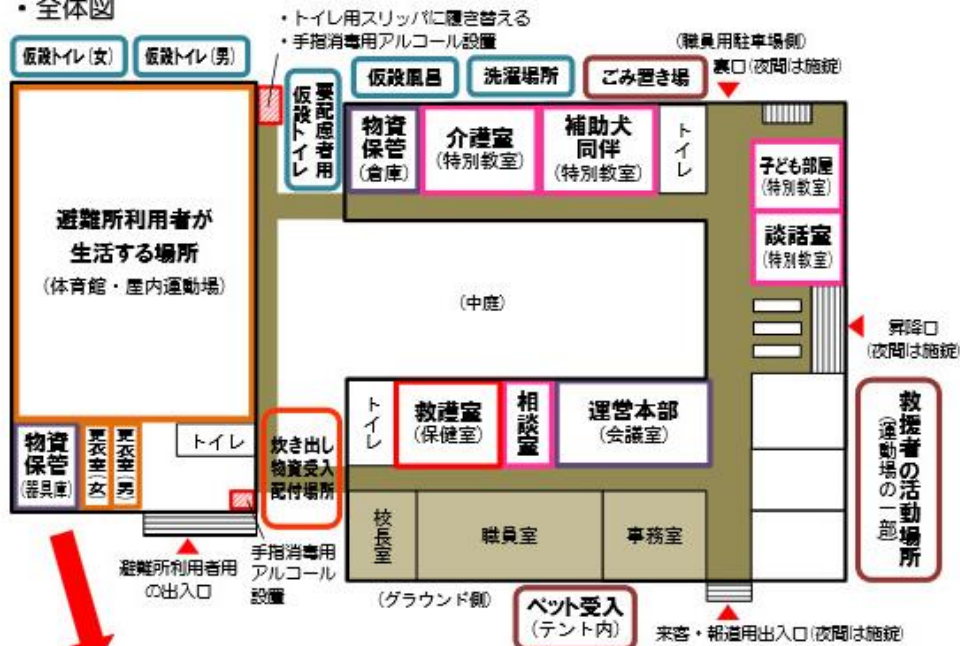 ・全体図
・トイレ用スリッパに履き替える
・手指消毒用アルコール設置
仮設トイレ(女)
仮設トイレ(男)
要配慮者用
仮設トイレ
仮設風呂
洗濯場所
ごみ置き場
(職員用駐車場側)
裏口(夜間は施錠)
物資
保管
(倉庫)
介護室
(特別教室)
補助犬
同伴
(特別教室)
トイレ
子ども部屋
(特別教室)
談話室
(特別教室)
避難所利用者が
生活する場所
(体育館・屋内運動場)
(中庭)
昇降口
(夜間は施錠)
トイレ
救護室
(保健室)
相談室
運営本部
(会議室)
救援者の活動場所
(運動場の一部)
物資
保管
(器具庫)
更衣室(女)
更衣室(男)
トイレ
炊き出し
物資受入
配付場所
校長室
職員室
事務室
避難所利用者用
の出入口
手指消毒用
アルコール
設置
(グラウンド側)
ペット受入
(テント内)
来客・報道用出入口(夜間は施錠)